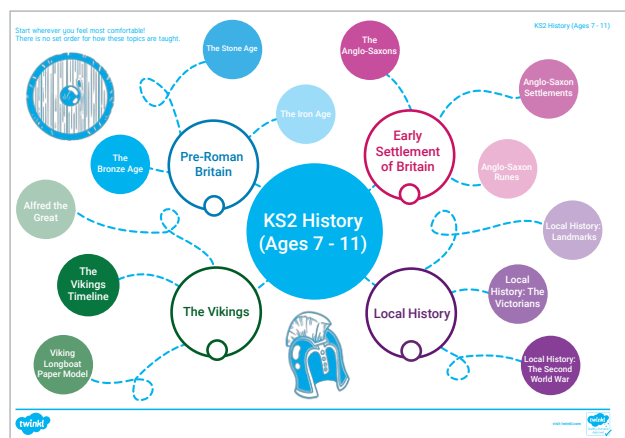 Start wherever you feel most comfortable!
There is no set order for how these topics are taught.
KS2 History (Ages 7 - 11)
The Stone Age
The
Anglo-Saxons
Anglo-Saxon
Settlements
The Iron Age
The
Bronze Age
Pre-Roman
Britain
Early
Settlement
of Britain
Anglo-Saxon
Runes
Alfred the
Great
KS2 History
(Ages 7 - 11)
Local History:
Landmarks
The
Vikings
Timeline
The Vikings
Local History
Local
History: The
Victorians
Viking
Longboat
Paper Model
Local History:
The Second
World War
twinkl
visit twinkl.com
twinkl